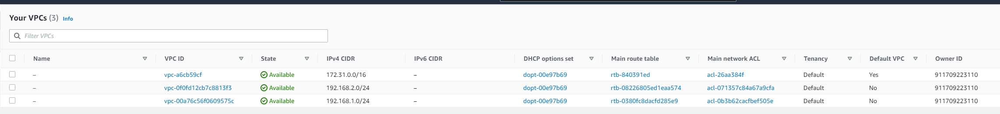 Your VPCs (3) Info
Filter VPCs
Name VPC ID State IPv4 CIDR IPv6 CIDR DHCP options set Main route table Main network ACL Tenancy Default VPC Owner ID
– vpc-a6cb59cf Available 172.31.0.0/16 – dopt-00e97b69 rtb-840391ed acl-26aa384f Default Yes 911709223110
– vpc-0f0fd12cb7c8813f3 Available 192.168.2.0/24 – dopt-00e97b69 rtb-08226805ed1eaa574 acl-071357c84a67a9cfa Default No 911709223110
– vpc-00a76c56f0609575c Available 192.168.1.0/24 – dopt-00e97b69 rtb-0380fc8dacfd285e9 acl-0b3b62cacfbef505e Default No 911709223110